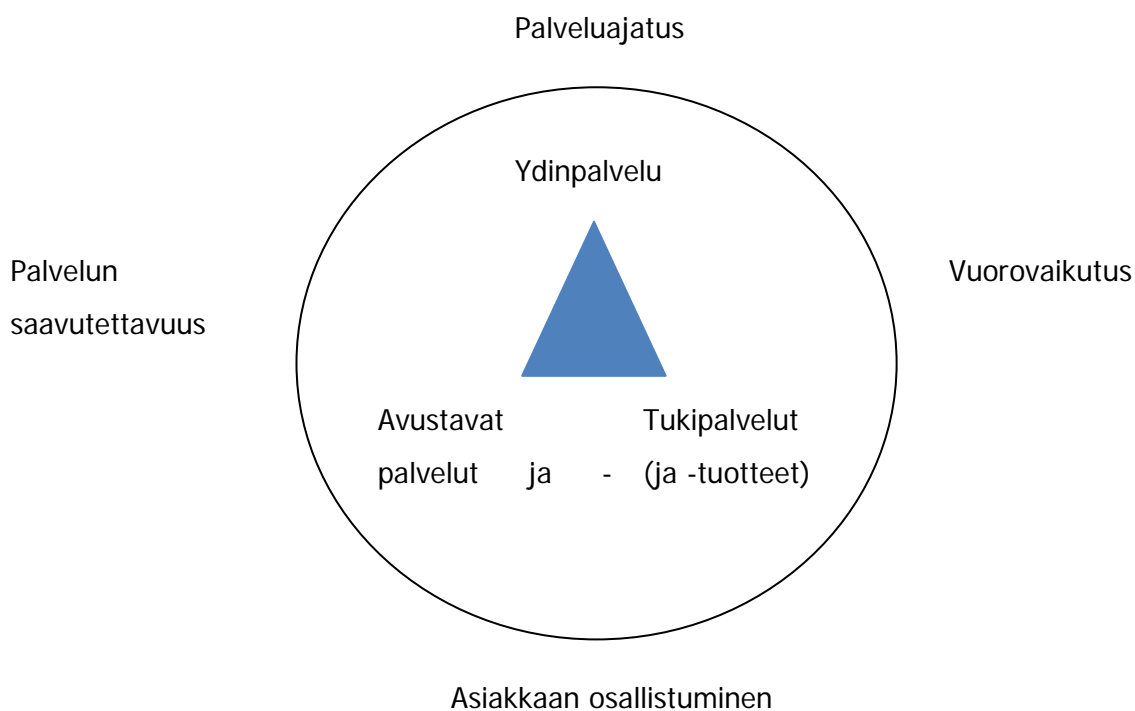 Palveluajatus
Ydinpalvelu
Palvelun
saavutettavuus
Vuorovaikutus
Avustavat
palvelut ja -
Tukipalvelut
(ja -tuotteet)
Asiakkaan osallistuminen